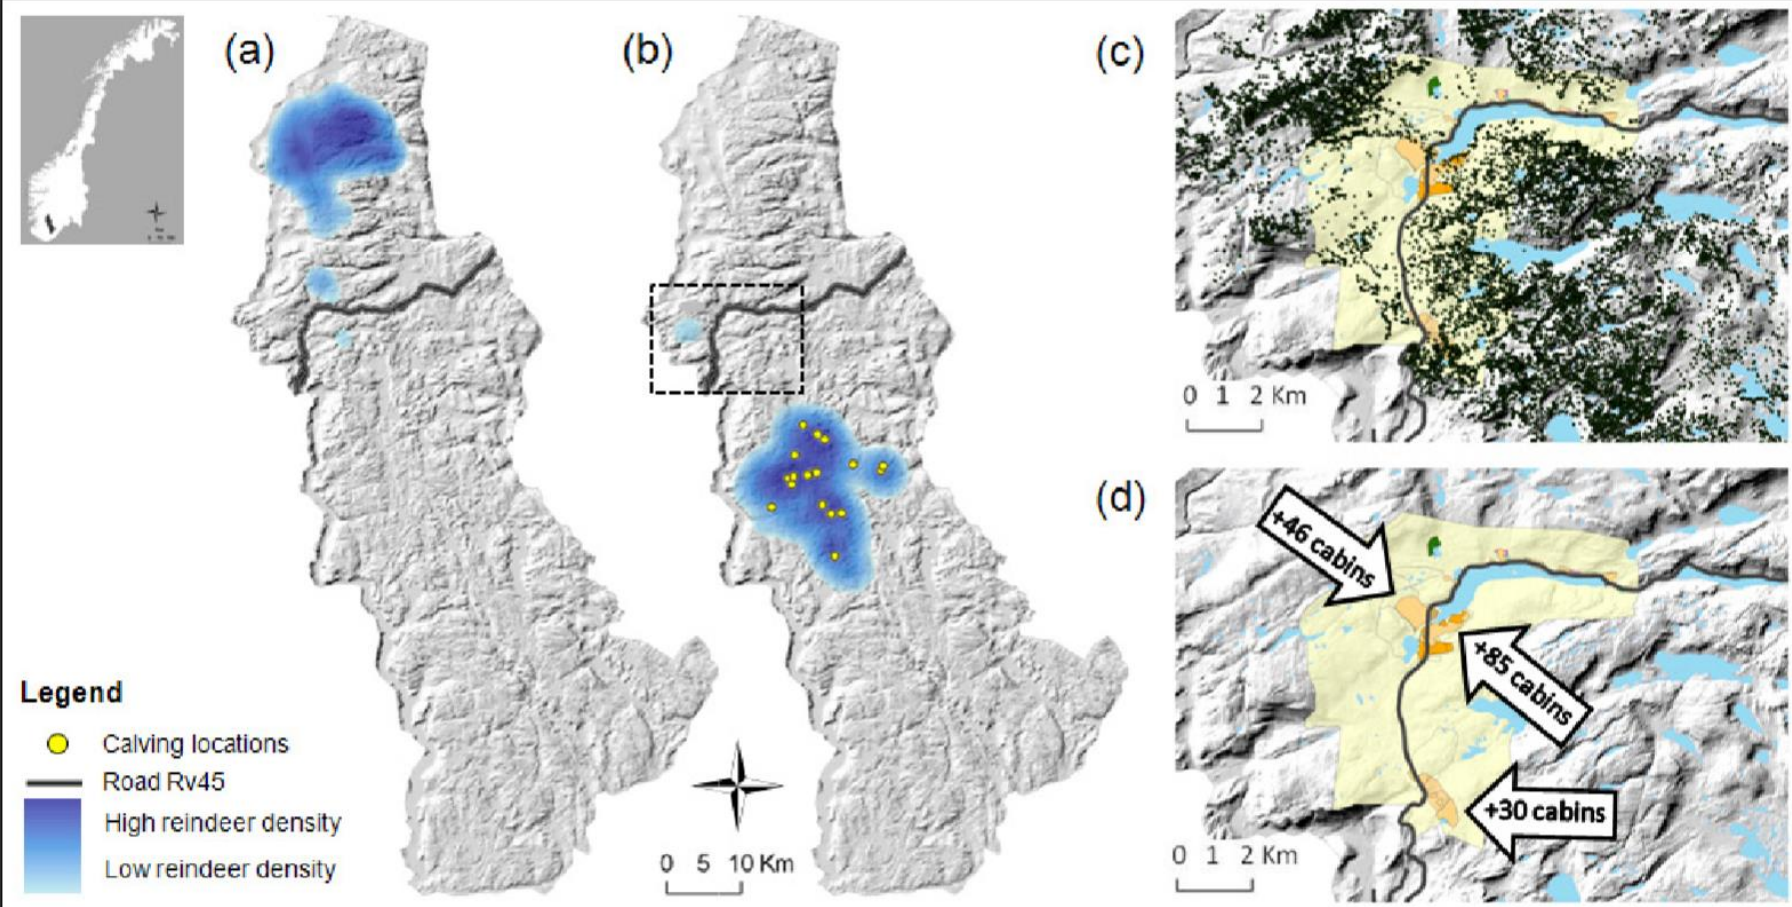 (a)
(b)
(c)
0 1 2 Km
(d)
+46 cabins
+85 cabins
+30 cabins
0 1 2 Km
Legend
Calving locations
Road Rv45
High reindeer density
Low reindeer density
0 5 10 Km